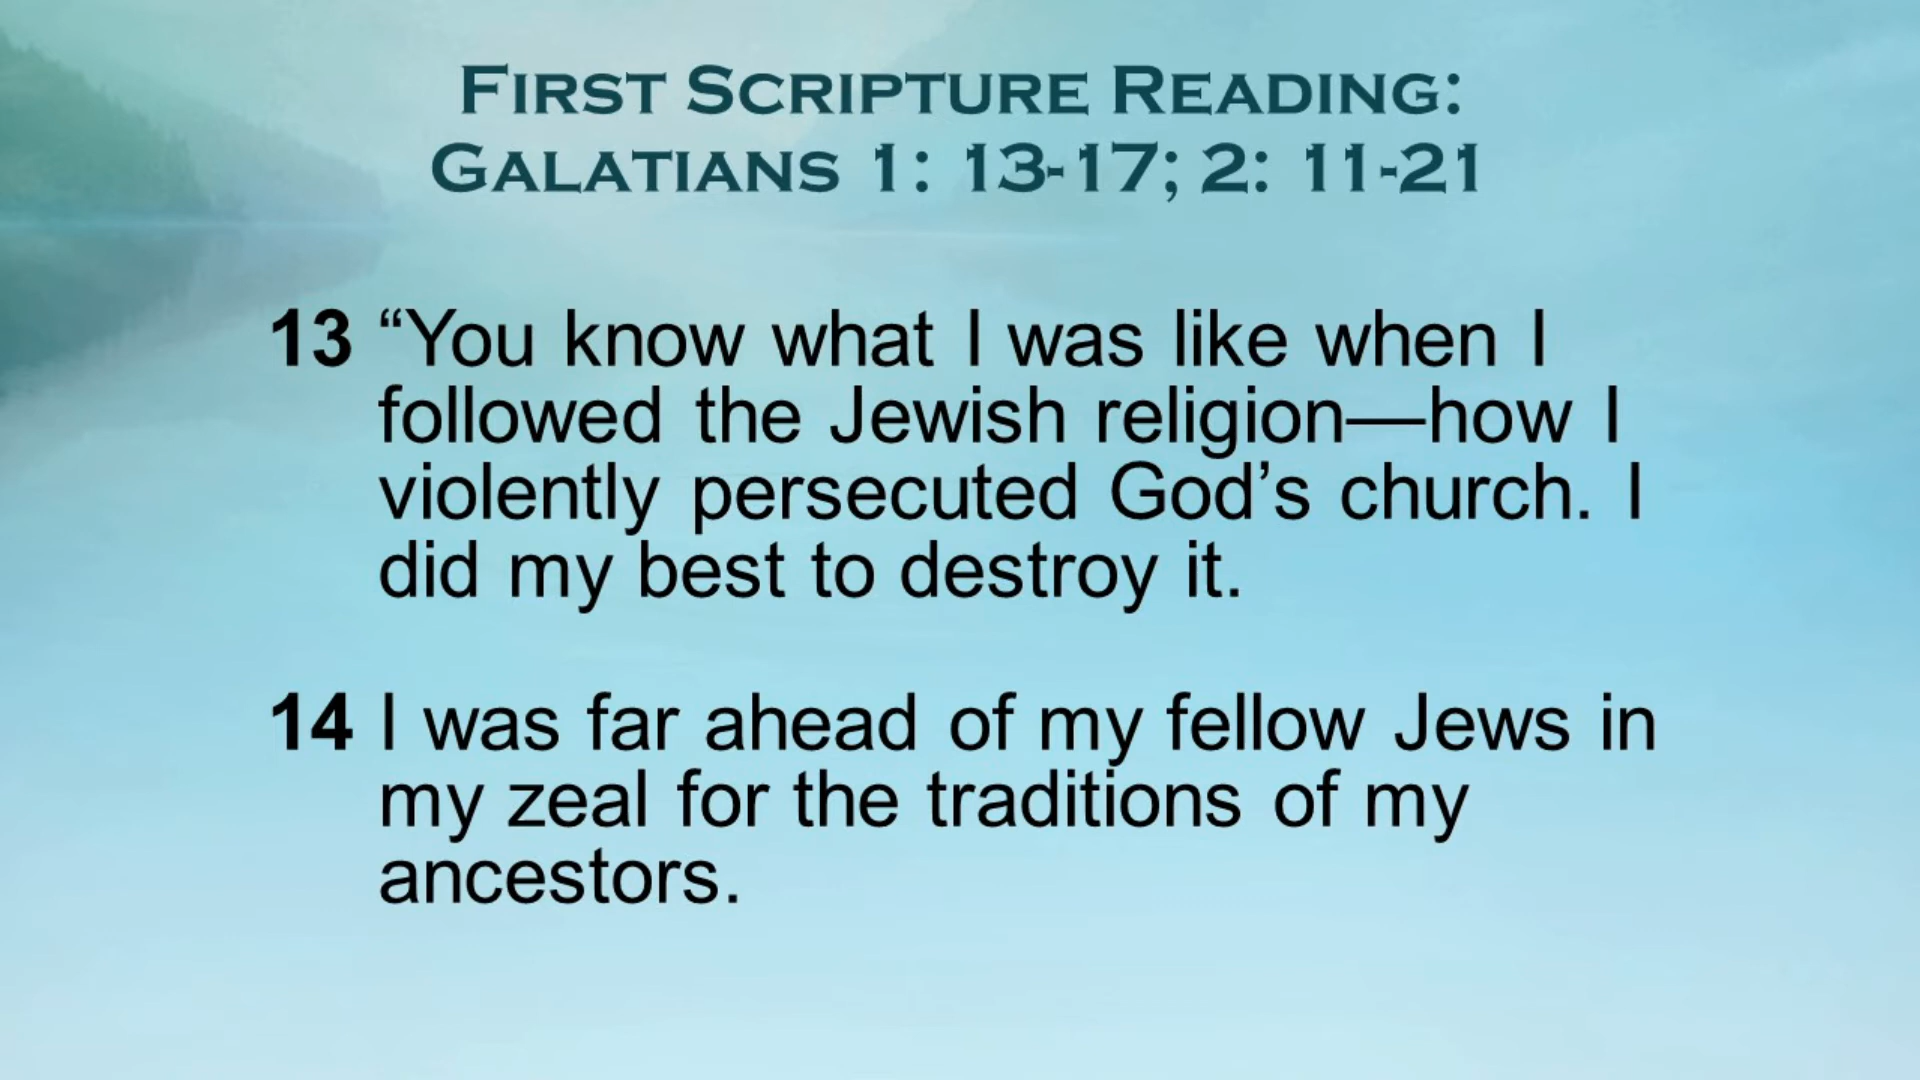 First Scripture Reading:
Galatians 1: 13-17; 2: 11-21
13 “You know what I was like when I
followed the Jewish religion—how I
violently persecuted God’s church. I
did my best to destroy it.
14 I was far ahead of my fellow Jews in
my zeal for the traditions of my
ancestors.